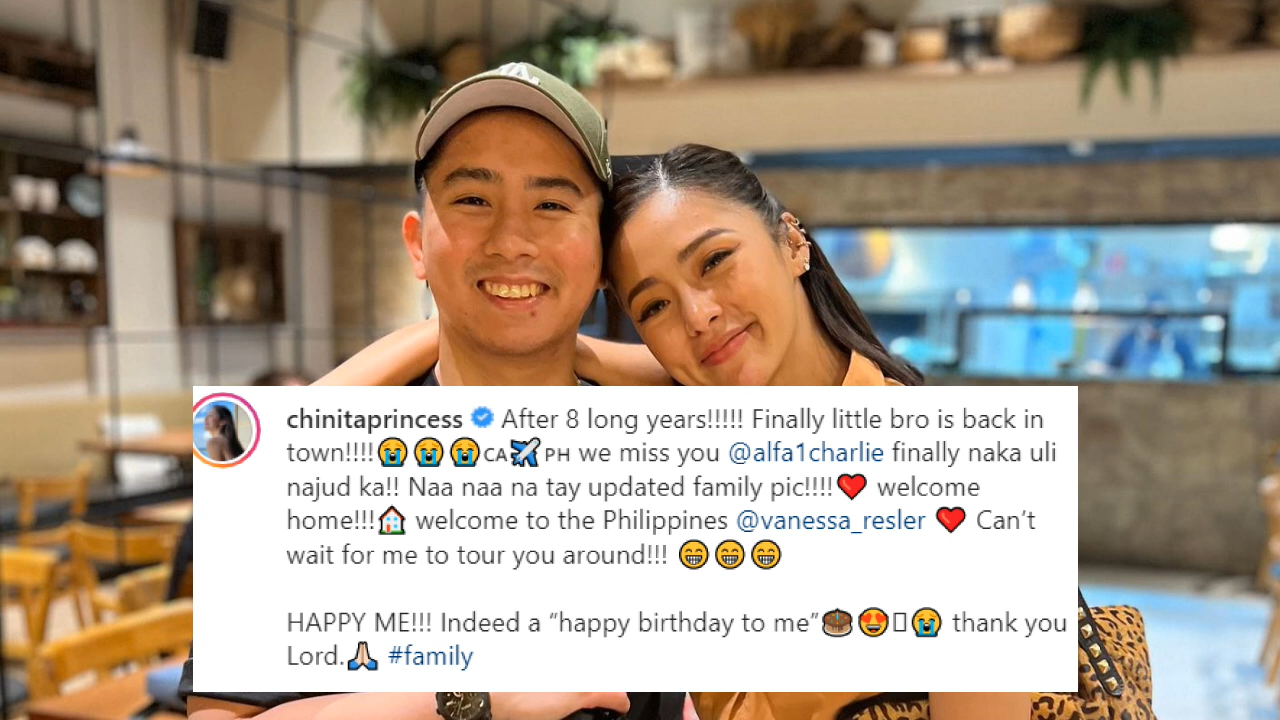 chinitaprincess After 8 long years!!!!! Finally little bro is back in
town!!!!😭😭😭CA✈️PH we miss you @alfa1charlie finally naka uli
najud ka!! Naa naa na tay updated family pic!!!!❤️ welcome
home!!!🏠 welcome to the Philippines @vanessa_resler ❤️ Can't
wait for me to tour you around!!! 😁😁😁
HAPPY ME!!! Indeed a "happy birthday to me"🎂😍▯😭 thank you
Lord.🙏🏻 #family